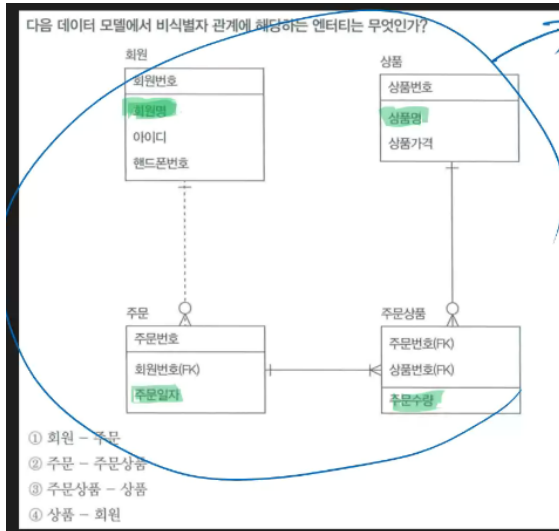 다음 데이터 모델에서 비식별자 관계에 해당하는 엔터티는 무엇인가?
회원
회원번호
회원명
아이디
핸드폰번호
상품
상품번호
상품명
상품가격
주문
주문번호
회원번호(FK)
주문일자
주문상품
주문번호(FK)
상품번호(FK)
주문수량
① 회원 – 주문
② 주문 – 주문상품
③ 주문상품 – 상품
④ 상품 – 회원